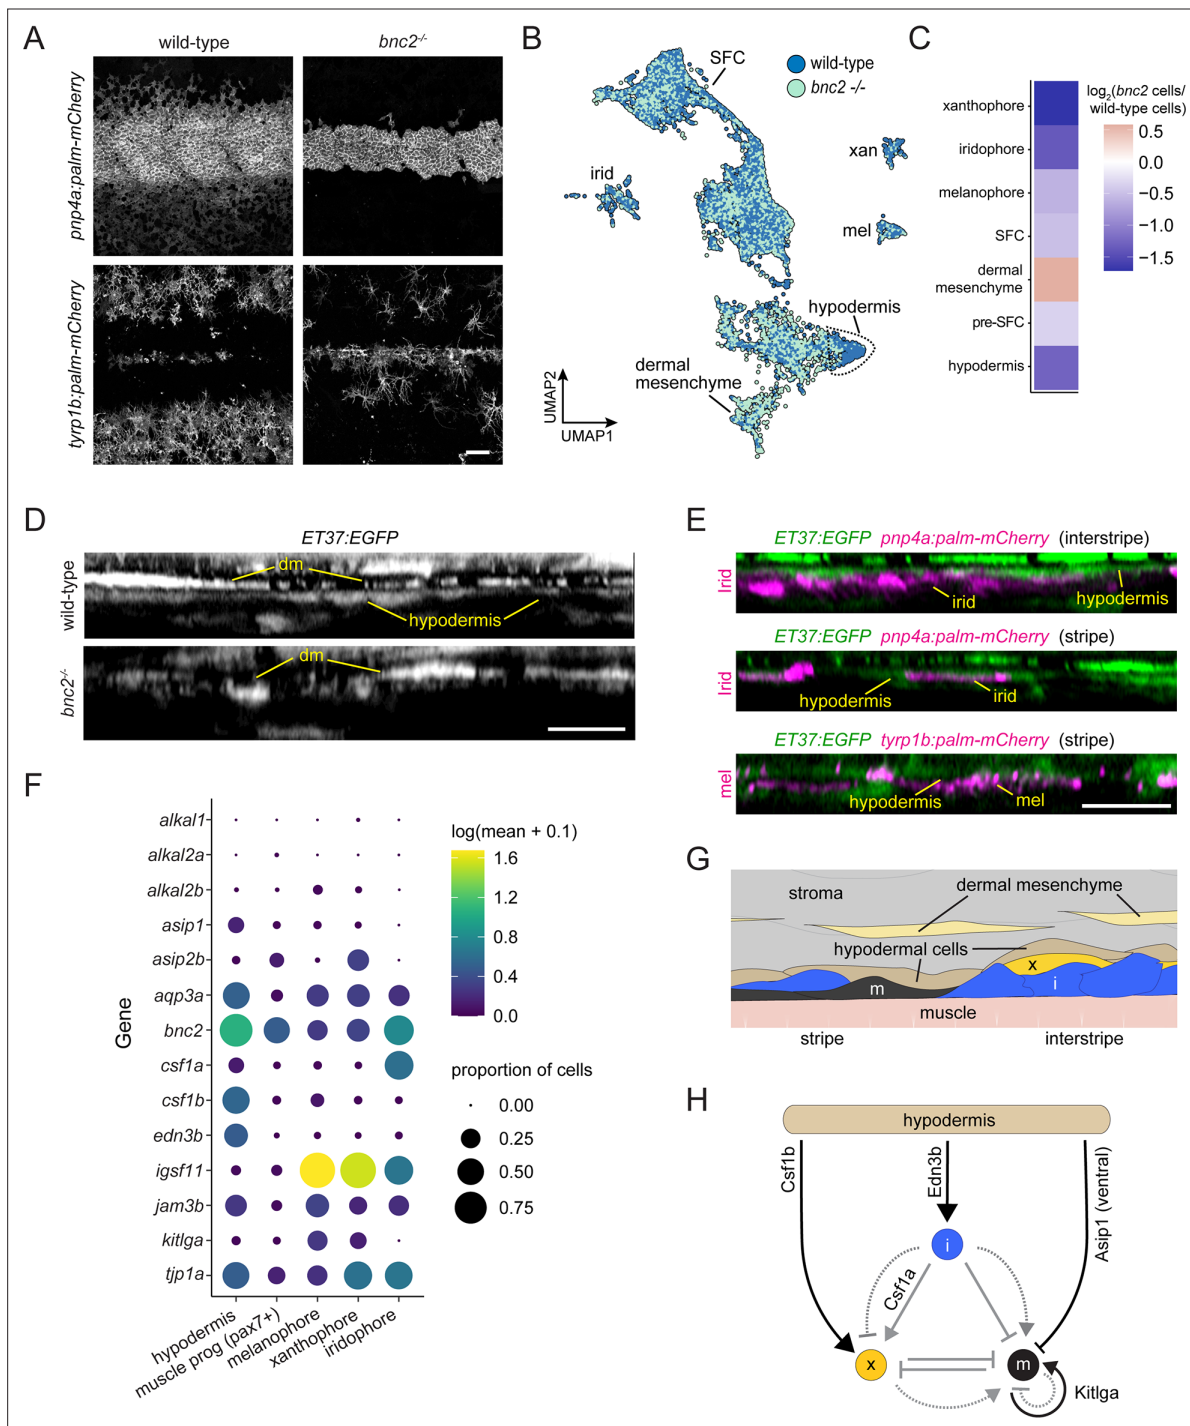 A
wild-type
bnc2-/-
pnp4a:palm-mCherry
tyrp1b:palm-mCherry
B
SFC
wild-type
bnc2 -/-
irid
xan
mel
hypodermis
dermal
mesenchyme
UMAP2
UMAP1
C
log2(bnc2 cells/
wild-type cells)
xanthophore
iridophore
melanophore
SFC
dermal
mesenchyme
pre-SFC
hypodermis
0.5
0.0
−0.5
−1.0
−1.5
D
ET37:EGFP
wild-type
dm
hypodermis
bnc2-/-
dm
E
ET37:EGFP pnp4a:palm-mCherry (interstripe)
Irid
irid
hypodermis
ET37:EGFP pnp4a:palm-mCherry (stripe)
Irid
hypodermis
irid
ET37:EGFP tyrp1b:palm-mCherry (stripe)
mel
hypodermis
mel
F
Gene
alkal1
alkal2a
alkal2b
asip1
asip2b
aqp3a
bnc2
csf1a
csf1b
edn3b
igsf11
jam3b
kitlga
tjp1a
hypodermis
muscle prog (pax7+)
melanophore
xanthophore
iridophore
log(mean + 0.1)
1.6
1.2
0.8
0.4
0.0
proportion of cells
0.00
0.25
0.50
0.75
G
stroma
dermal mesenchyme
hypodermal cells
x
m
i
muscle
stripe
interstripe
H
hypodermis
Csf1b
Edn3b
Asip1 (ventral)
i
Csf1a
x
m
Kitlga